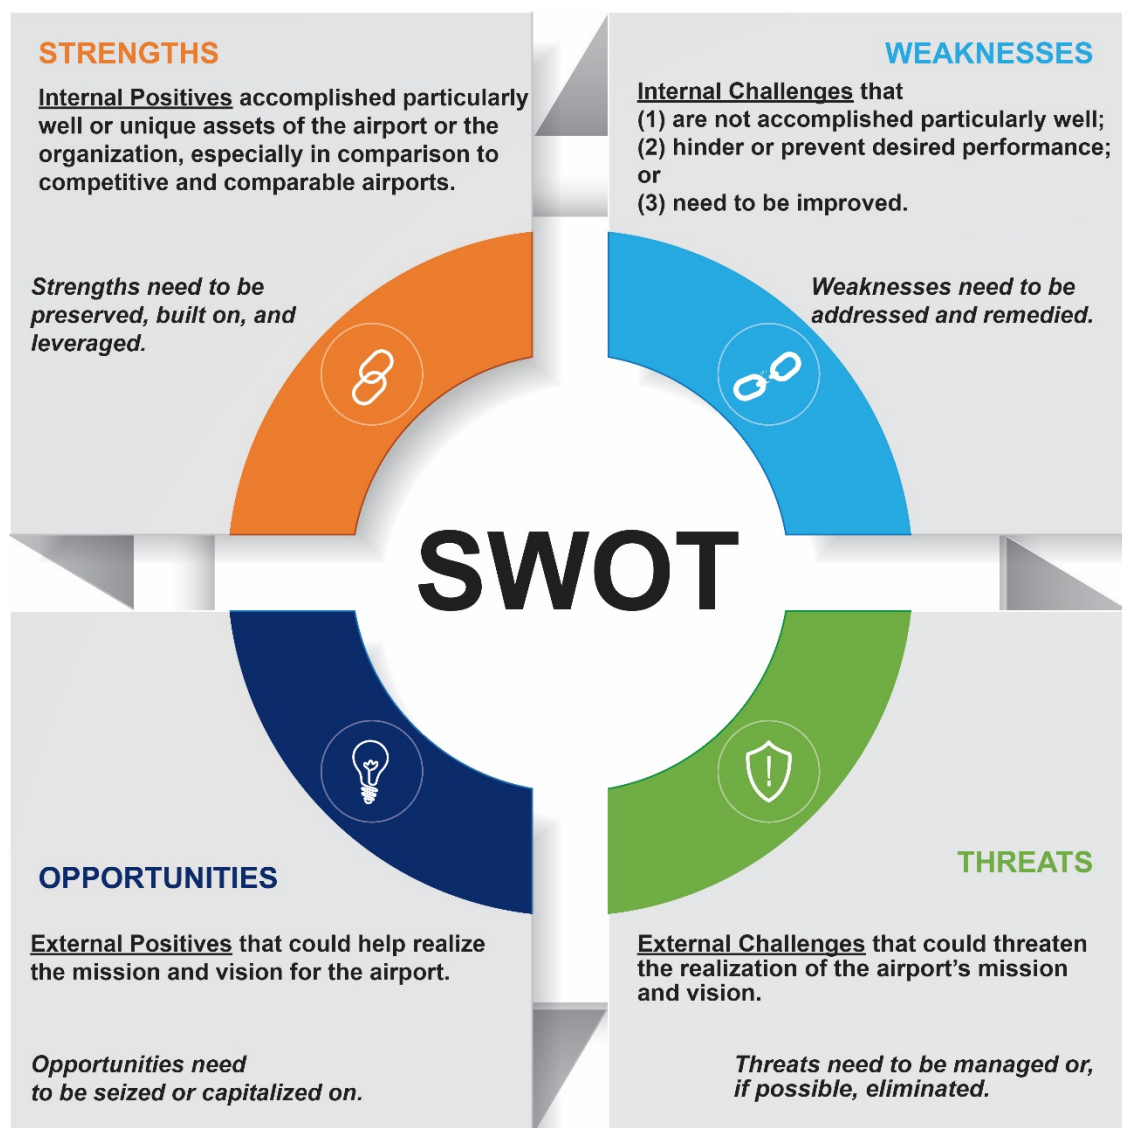 STRENGTHS
Internal Positives accomplished particularly
well or unique assets of the airport or the
organization, especially in comparison to
competitive and comparable airports.
Strengths need to be
preserved, built on, and
leveraged.
WEAKNESSES
Internal Challenges that
(1) are not accomplished particularly well;
(2) hinder or prevent desired performance;
or
(3) need to be improved.
Weaknesses need to be
addressed and remedied.
SWOT
OPPORTUNITIES
External Positives that could help realize
the mission and vision for the airport.
Opportunities need
to be seized or capitalized on.
THREATS
External Challenges that could threaten
the realization of the airport’s mission
and vision.
Threats need to be managed or,
if possible, eliminated.